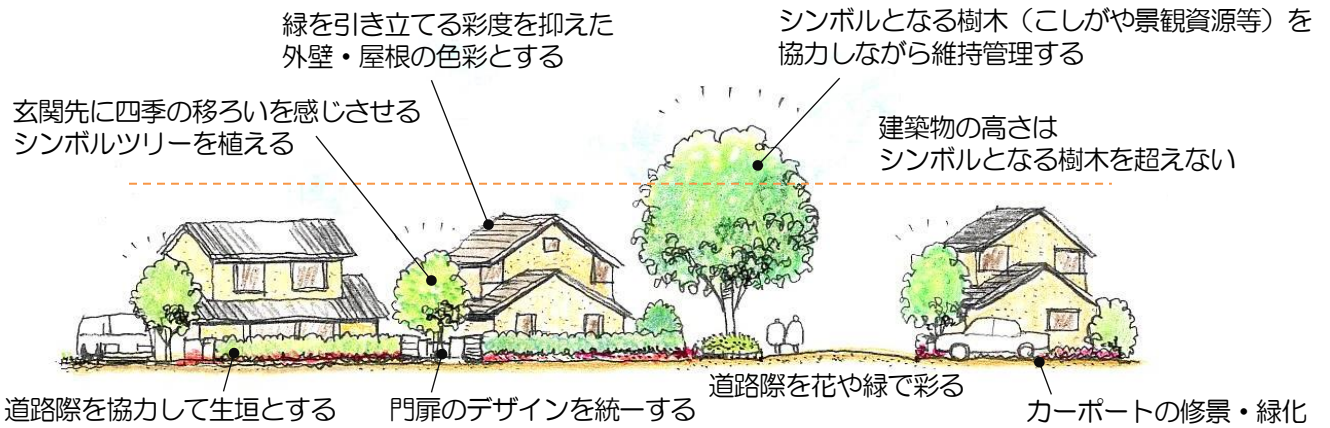 緑を引き立てる彩度を抑えた
外壁・屋根の色彩とする
シンボルとなる樹木（こしがや景観資源等）を
協力しながら維持管理する
玄関先に四季の移ろいを感じさせる
シンボルツリーを植える
建築物の高さは
シンボルとなる樹木を超えない
道路際を協力して生垣とする
門扉のデザインを統一する
道路際を花や緑で彩る
カーポートの修景・緑化